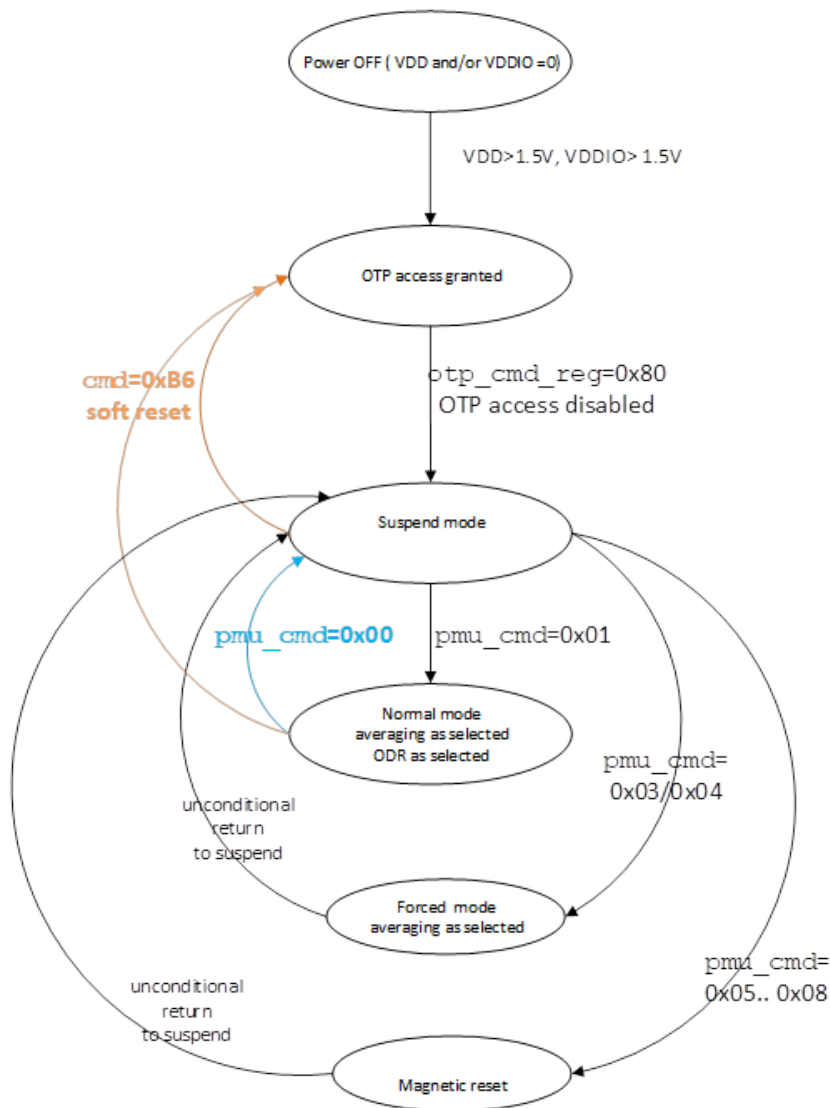 Power OFF ( VDD and/or VDDIO =0)
VDD>1.5V, VDDIO> 1.5V
OTP access granted
cmd=0xB6
soft reset
otp_cmd_reg=0x80
OTP access disabled
Suspend mode
pmu_cmd=0x00
pmu_cmd=0x01
Normal mode
averaging as selected
ODR as selected
pmu_cmd=
0x03/0x04
unconditional
return
to suspend
Forced mode
averaging as selected
pmu_cmd=
0x05.. 0x08
unconditional
return
to suspend
Magnetic reset